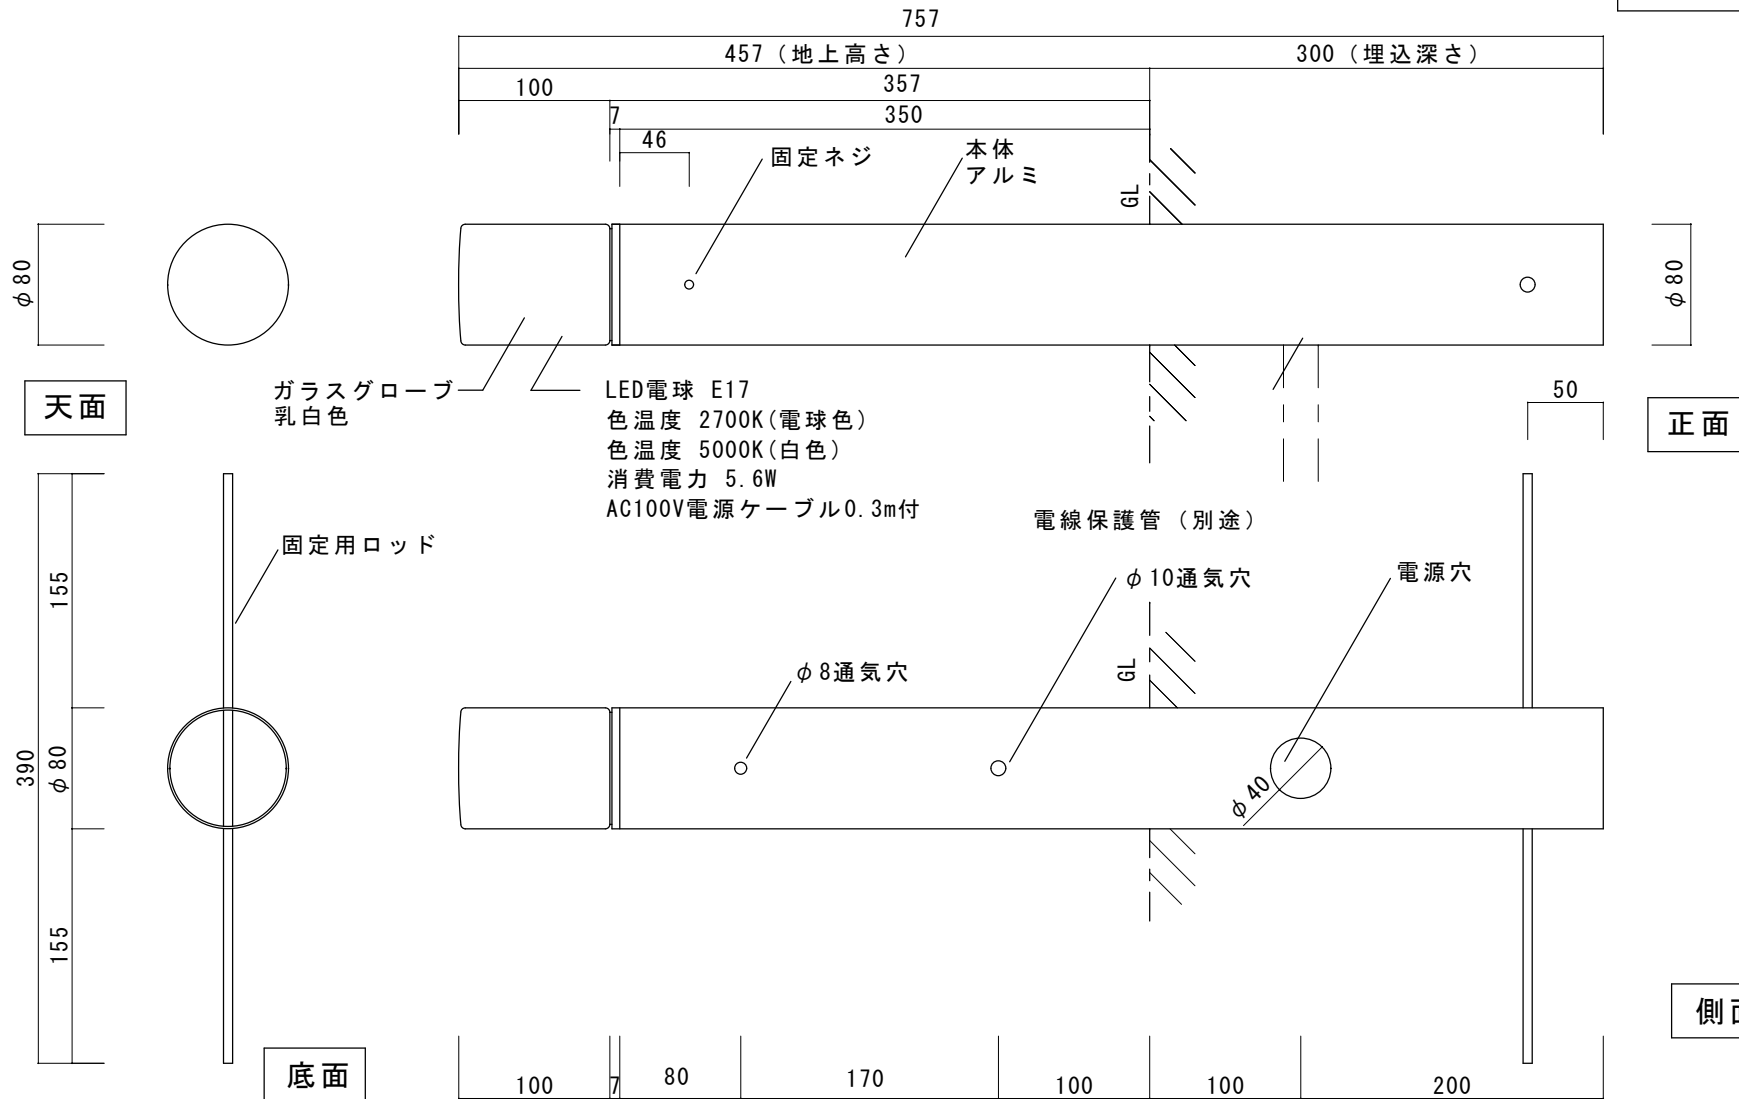 757
457（地上高さ）
300（埋込深さ）
100
357
7
350
46
固定ネジ
本体
アルミ
GL
φ80
φ80
天面
ガラスグローブ
乳白色
LED電球 E17
色温度 2700K(電球色)
色温度 5000K(白色)
消費電力 5.6W
AC100V電源ケーブル0.3m付
50
正面
電線保護管（別途）
固定用ロッド
φ10通気穴
電源穴
155
φ8通気穴
GL
390
φ80
φ40
155
側面
底面
100
7
80
170
100
100
200